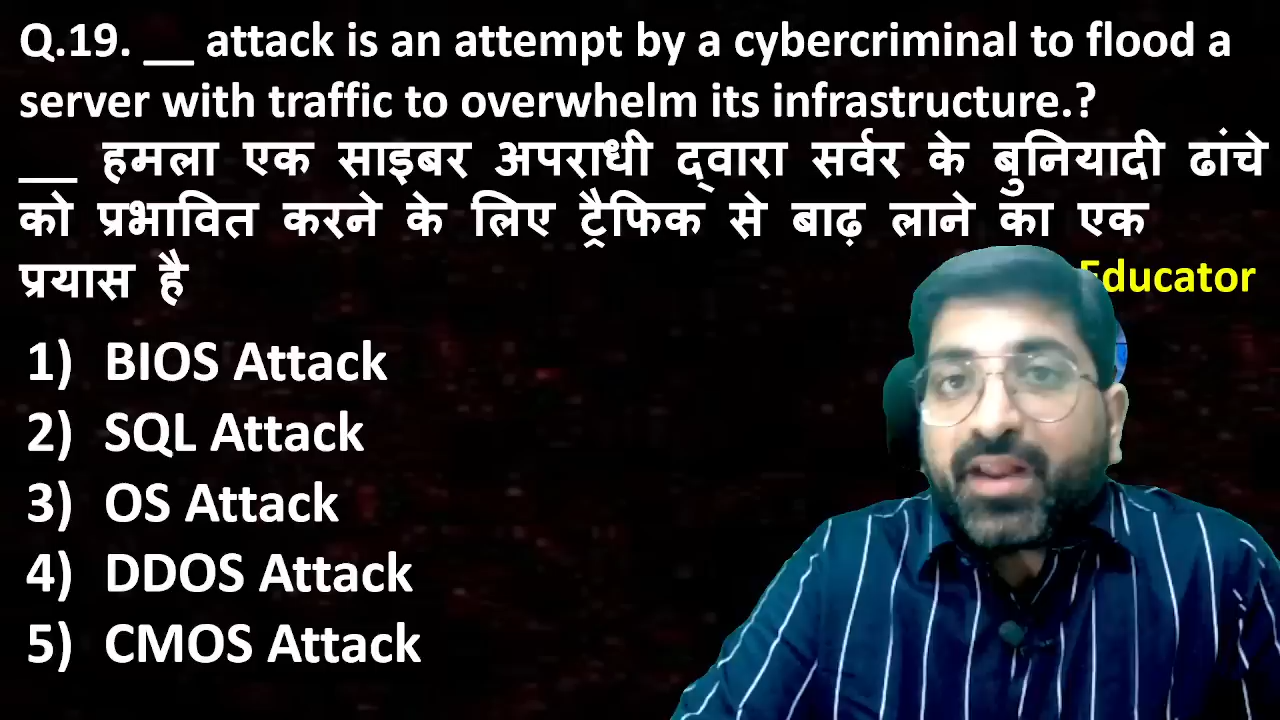 Q.19. __ attack is an attempt by a cybercriminal to flood a
server with traffic to overwhelm its infrastructure.?
__ हमला एक साइबर अपराधी द्वारा सर्वर के बुनियादी ढांचे
को प्रभावित करने के लिए ट्रैफिक से बाढ़ लाने का एक
प्रयास है
Educator
1) BIOS Attack
2) SQL Attack
3) OS Attack
4) DDOS Attack
5) CMOS Attack